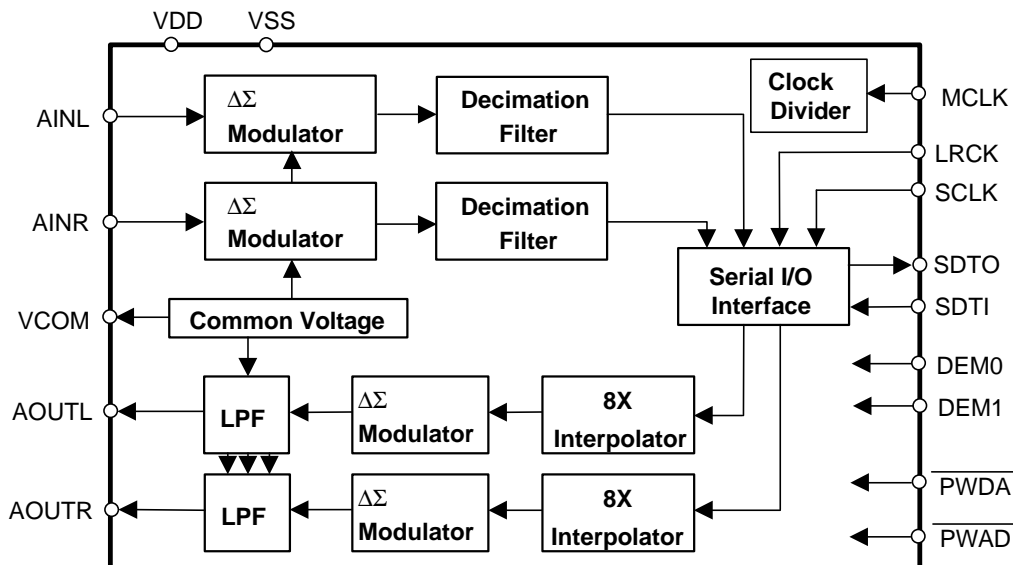 VDD
VSS
AINL
ΔΣ
Modulator
Decimation
Filter
Clock
Divider
MCLK
LRCK
SCLK
AINR
ΔΣ
Modulator
Decimation
Filter
Serial I/O
Interface
SDTO
SDTI
VCOM
Common Voltage
DEM0
DEM1
AOUTL
LPF
ΔΣ
Modulator
8X
Interpolator
PWDA
AOUTR
LPF
ΔΣ
Modulator
8X
Interpolator
PWAD